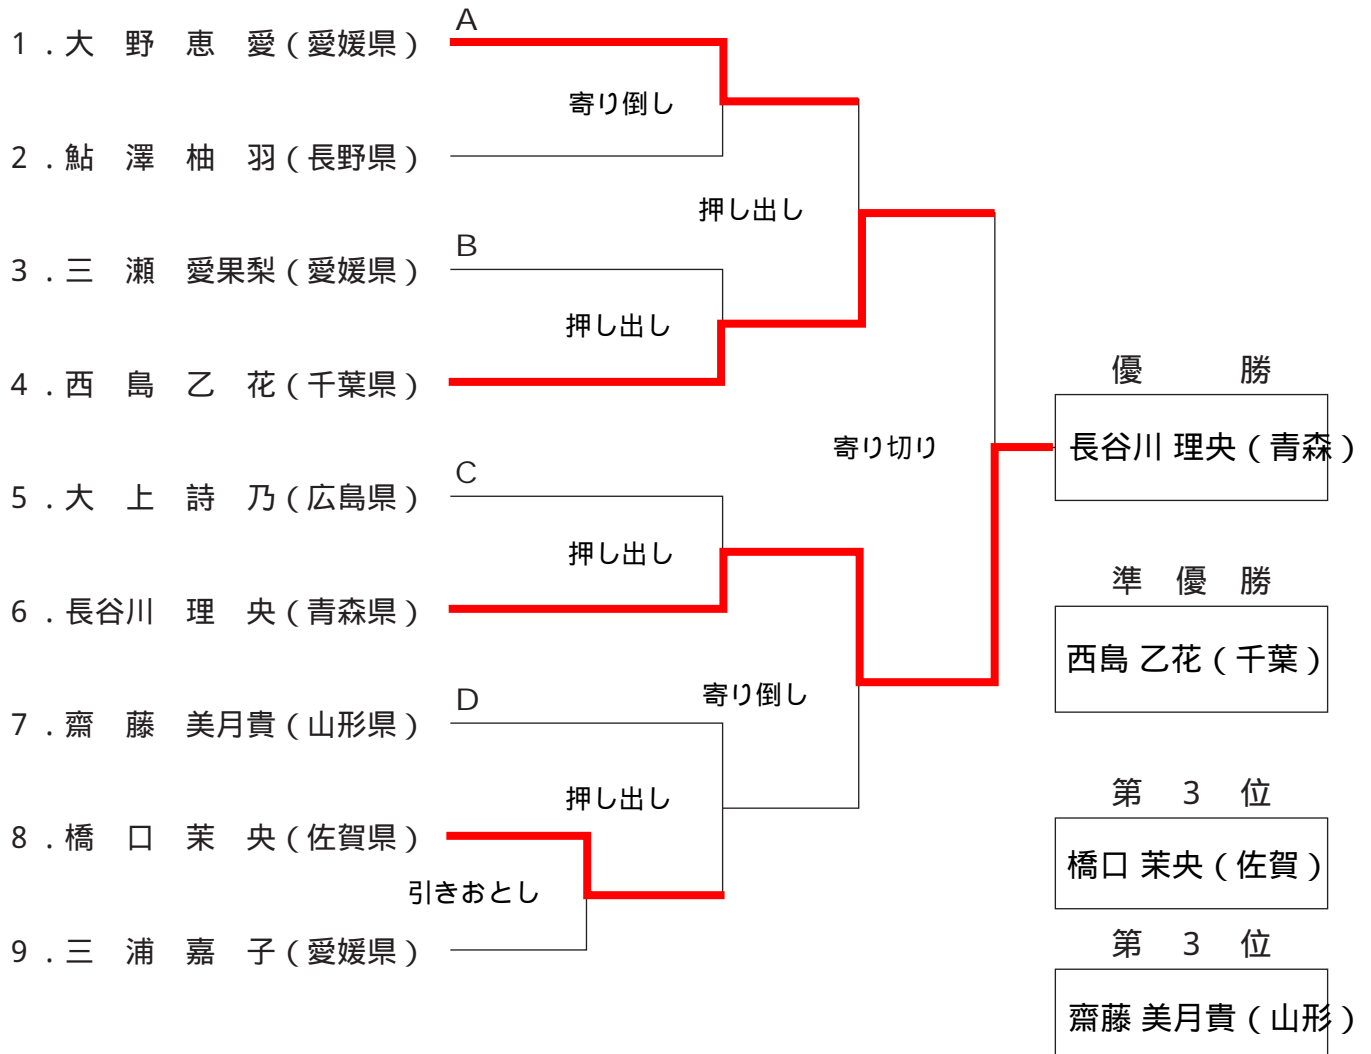 A
1．大　野　恵　愛（愛媛県）
寄り倒し
2．鮎　澤　柚　羽（長野県）
押し出し
B
3．三　瀬　愛果梨（愛媛県）
押し出し
4．西　島　乙　花（千葉県）
優　勝
寄り切り
長谷川 理央（青森）
C
5．大　上　詩　乃（広島県）
押し出し
6．長谷川　理　央（青森県）
準　優　勝
西島 乙花（千葉）
寄り倒し
D
7．齋　藤　美月貴（山形県）
押し出し
第　3　位
8．橋　口　茉　央（佐賀県）
橋口 茉央（佐賀）
引きおとし
9．三　浦　嘉　子（愛媛県）
第　3　位
齋藤 美月貴（山形）